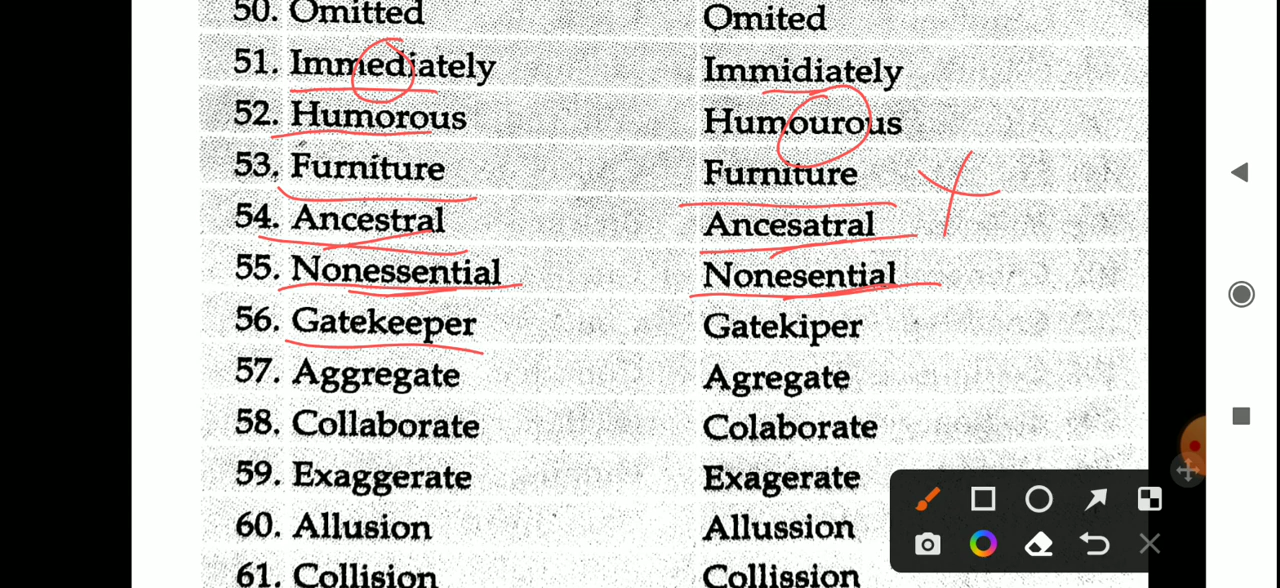 50. Omitted Omited
51. Immediately Immidiately
52. Humorous Humourous
53. Furniture Furniture
54. Ancestral Ancesatral
55. Nonessential Nonesential
56. Gatekeeper Gatekiper
57. Aggregate Agregate
58. Collaborate Colaborate
59. Exaggerate Exagerate
60. Allusion Allussion
61. Collision Collission